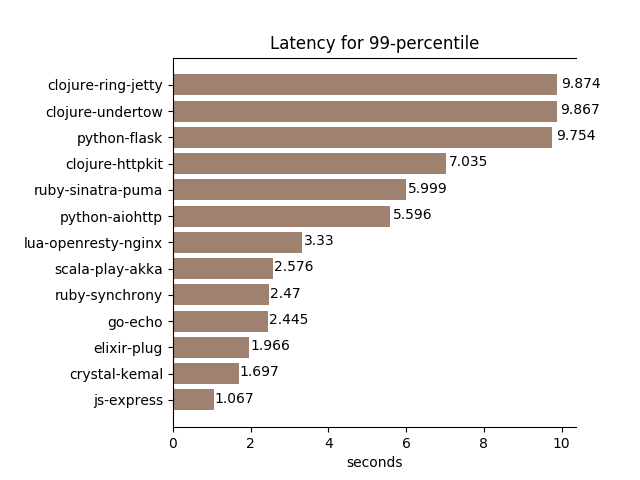 Latency for 99-percentile
clojure-ring-jetty 9.874
clojure-undertow 9.867
python-flask 9.754
clojure-httpkit 7.035
ruby-sinatra-puma 5.999
python-aiohttp 5.596
lua-openresty-nginx 3.33
scala-play-akka 2.576
ruby-synchrony 2.47
go-echo 2.445
elixir-plug 1.966
crystal-kemal 1.697
js-express 1.067
0 2 4 6 8 10
seconds